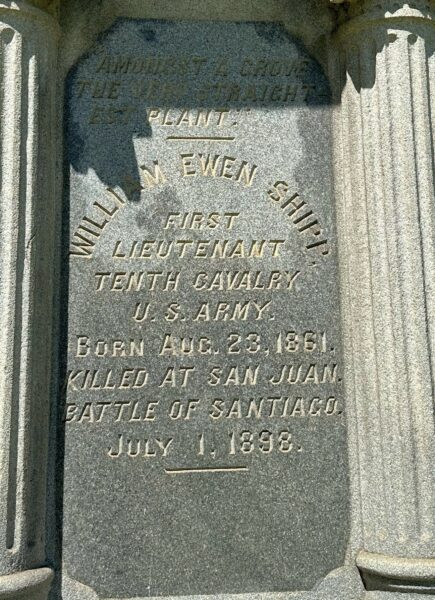 "AMONGST A GROVE
THE VERY STRAIGHT-
EST PLANT."
WILLIAM EWEN SHIPP,
FIRST
LIEUTENANT
TENTH CAVALRY
U. S. ARMY.
BORN AUG. 23, 1861.
KILLED AT SAN JUAN.
BATTLE OF SANTIAGO.
JULY 1, 1898.